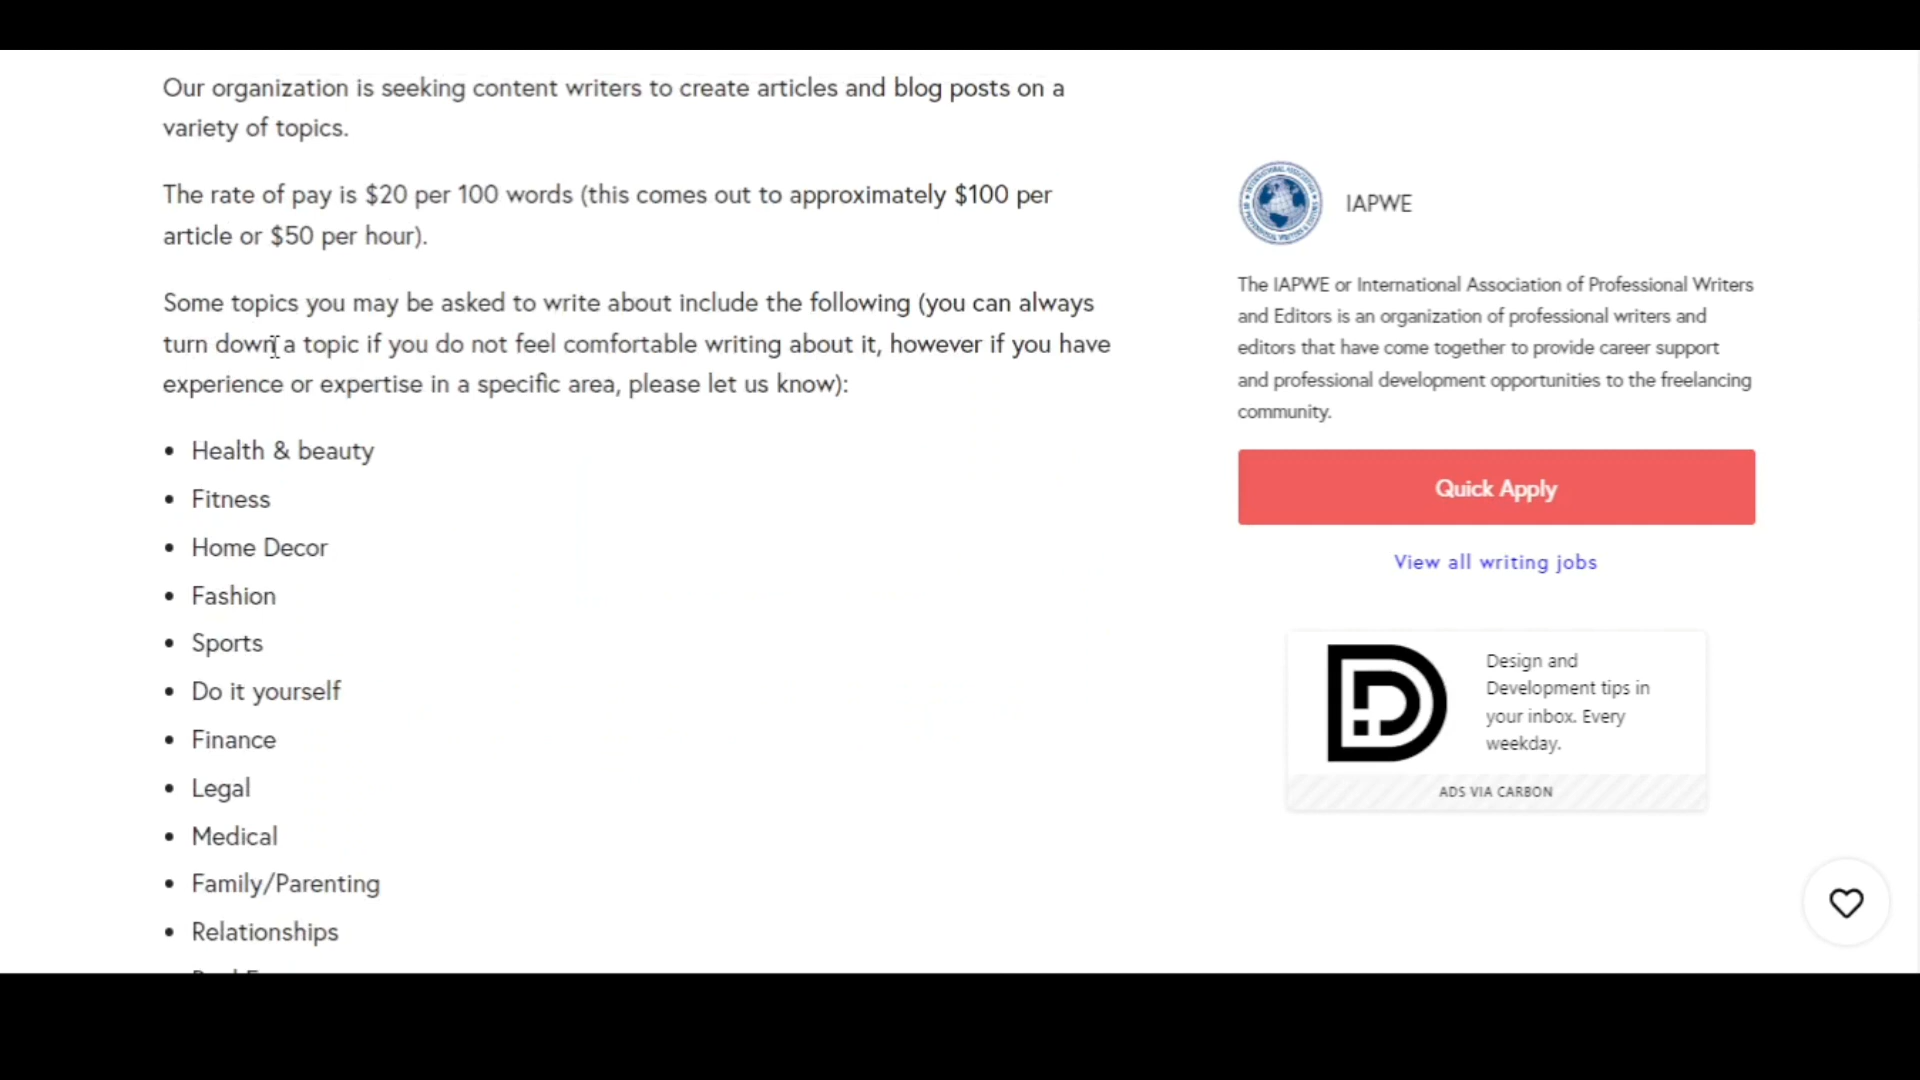 Our organization is seeking content writers to create articles and blog posts on a
variety of topics.
The rate of pay is $20 per 100 words (this comes out to approximately $100 per
article or $50 per hour).
Some topics you may be asked to write about include the following (you can always
turn down a topic if you do not feel comfortable writing about it, however if you have
experience or expertise in a specific area, please let us know):
• Health & beauty
• Fitness
• Home Decor
• Fashion
• Sports
• Do it yourself
• Finance
• Legal
• Medical
• Family/Parenting
• Relationships
IAPWE
The IAPWE or International Association of Professional Writers
and Editors is an organization of professional writers and
editors that have come together to provide career support
and professional development opportunities to the freelancing
community.
Quick Apply
View all writing jobs
Design and
Development tips in
your inbox. Every
weekday.
ADS VIA CARBON